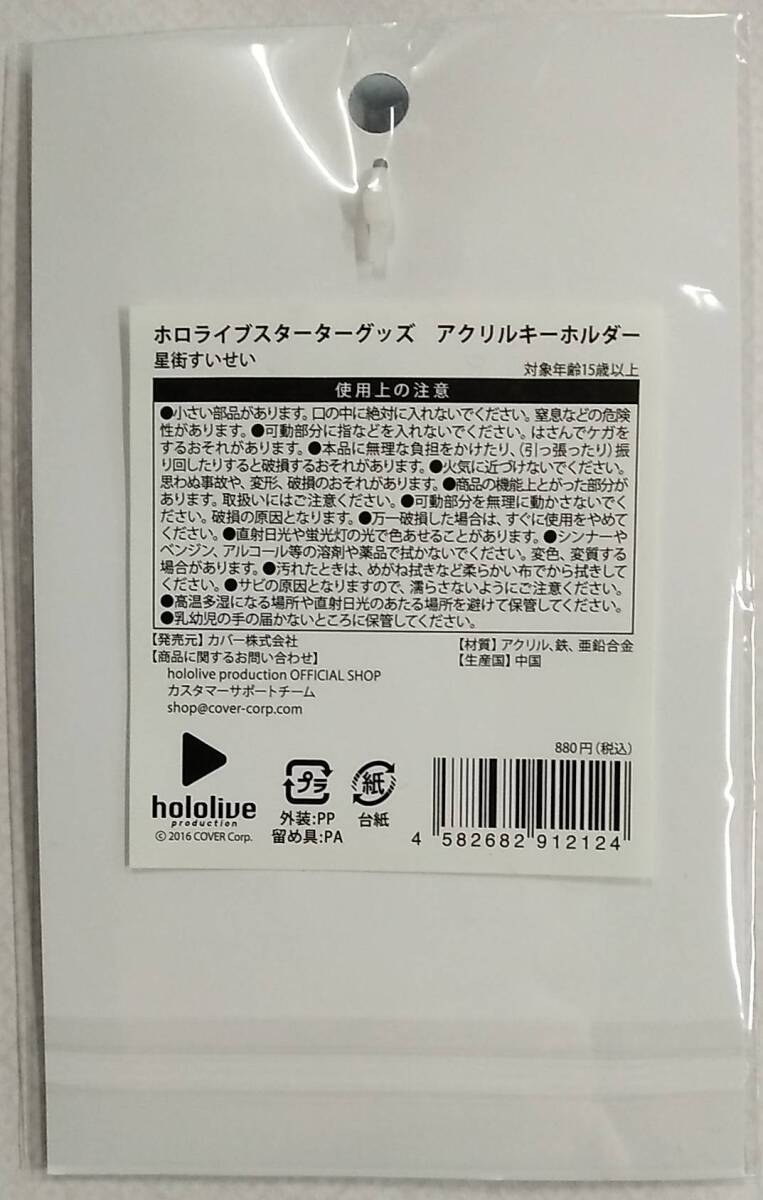 ホロライブスターターグッズ　アクリルキーホルダー
星街すいせい
対象年齢15歳以上
使用上の注意
●小さい部品があります。口の中に絶対に入れないでください。窒息などの危険
性があります。●可動部分に指などを入れないでください。はさんでケガを
するおそれがあります。●本品に無理な負担をかけたり、(引っ張ったり)振
り回したりすると破損するおそれがあります。●火気に近づけないでください。
思わぬ事故や、変形、破損のおそれがあります。●商品の機能上とがった部分が
あります。取扱いにはご注意ください。●可動部分を無理に動かさないでく
ださい。破損の原因となります。●万一破損した場合は、すぐに使用をやめて
ください。●直射日光や蛍光灯の光で色あせることがあります。●シンナーや
ベンジン、アルコール等の溶剤や薬品で拭かないでください。変色、変質する
場合があります。●汚れたときは、めがね拭きなど柔らかい布でから拭きして
ください。●サビの原因となりますので、濡らさないようにご注意ください。
●高温多湿になる場所や直射日光のあたる場所を避けて保管してください。
●乳幼児の手の届かないところに保管してください。
【発売元】カバー株式会社
【商品に関するお問い合わせ】
hololive production OFFICIAL SHOP
カスタマーサポートチーム
shop@cover-corp.com
【材質】アクリル、鉄、亜鉛合金
【生産国】中国
880円(税込)
hololive
production
© 2016 COVER Corp.
プラ
外装:PP
留め具:PA
紙
台紙
4 582682 912124